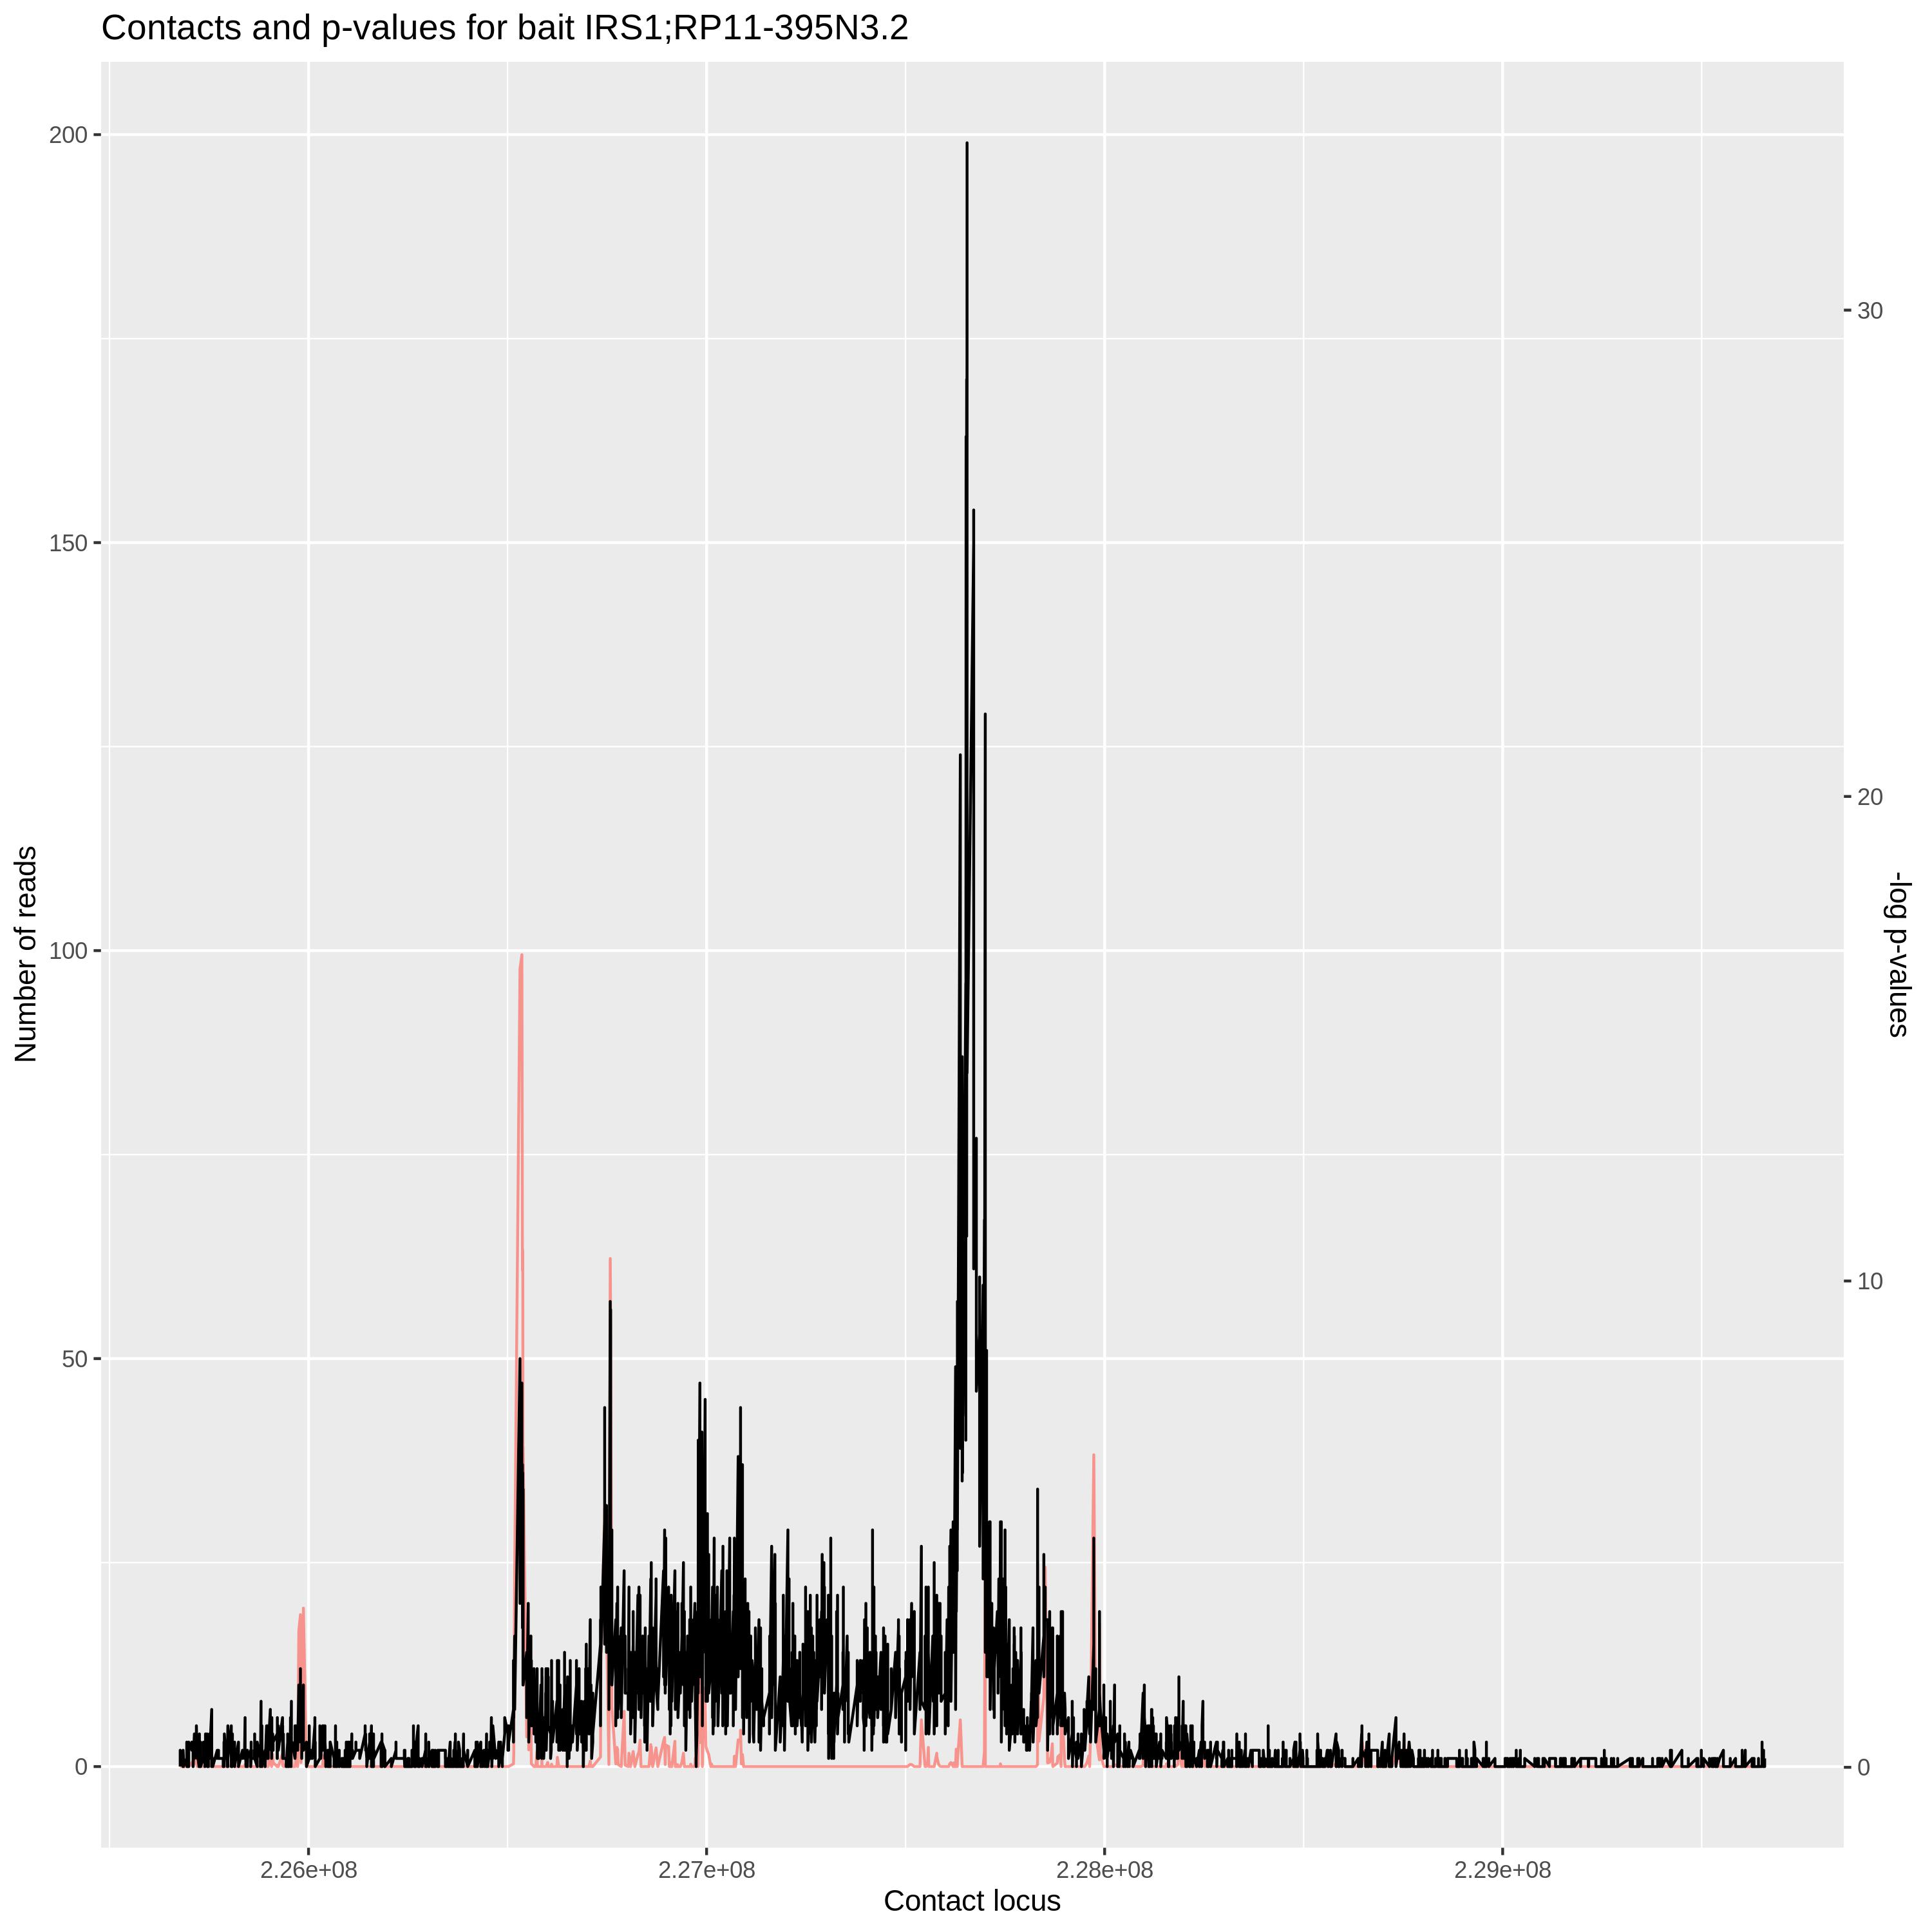 Contacts and p-values for bait IRS1;RP11-395N3.2
200
150
100
50
0
Number of reads
30
20
10
0
-log p-values
2.26e+08
2.27e+08
2.28e+08
2.29e+08
Contact locus